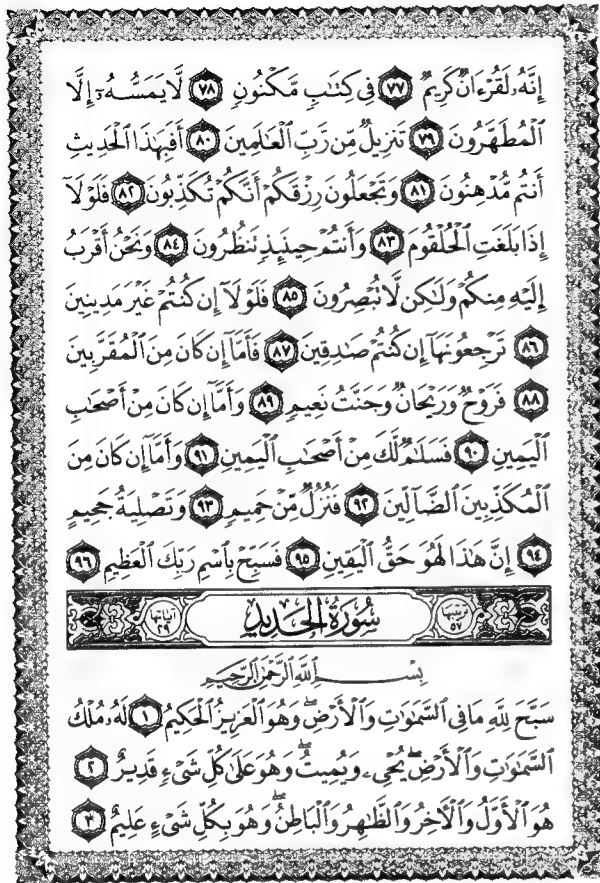 إِنَّهُۥ لَقُرْءَانٌ كَرِيمٌ ٧٧ فِى كِتَٰبٍ مَّكْنُونٍ ٧٨ لَّا يَمَسُّهُۥٓ إِلَّا
ٱلْمُطَهَّرُونَ ٧٩ تَنزِيلٌ مِّن رَّبِّ ٱلْعَٰلَمِينَ ٨٠ أَفَبِهَٰذَا ٱلْحَدِيثِ
أَنتُم مُّدْهِنُونَ ٨١ وَتَجْعَلُونَ رِزْقَكُمْ أَنَّكُمْ تُكَذِّبُونَ ٨٢ فَلَوْلَآ
إِذَا بَلَغَتِ ٱلْحُلْقُومَ ٨٣ وَأَنتُمْ حِينَئِذٍ تَنظُرُونَ ٨٤ وَنَحْنُ أَقْرَبُ
إِلَيْهِ مِنكُمْ وَلَٰكِن لَّا تُبْصِرُونَ ٨٥ فَلَوْلَآ إِن كُنتُمْ غَيْرَ مَدِينِينَ
٨٦ تَرْجِعُونَهَآ إِن كُنتُمْ صَٰدِقِينَ ٨٧ فَأَمَّآ إِن كَانَ مِنَ ٱلْمُقَرَّبِينَ
٨٨ فَرَوْحٌ وَرَيْحَانٌ وَجَنَّتُ نَعِيمٍ ٨٩ وَأَمَّآ إِن كَانَ مِنْ أَصْحَٰبِ
ٱلْيَمِينِ ٩٠ فَسَلَٰمٌ لَّكَ مِنْ أَصْحَٰبِ ٱلْيَمِينِ ٩١ وَأَمَّآ إِن كَانَ مِنَ
ٱلْمُكَذِّبِينَ ٱلضَّآلِّينَ ٩٢ فَنُزُلٌ مِّنْ حَمِيمٍ ٩٣ وَتَصْلِيَةُ جَحِيمٍ
٩٤ إِنَّ هَٰذَا لَهُوَ حَقُّ ٱلْيَقِينِ ٩٥ فَسَبِّحْ بِٱسْمِ رَبِّكَ ٱلْعَظِيمِ ٩٦
ترتيبها ٥٧ سُورَةُ الحَدِيدِ آياتها ٢٩
بِسْمِ ٱللَّهِ ٱلرَّحْمَٰنِ ٱلرَّحِيمِ
سَبَّحَ لِلَّهِ مَا فِى ٱلسَّمَٰوَٰتِ وَٱلْأَرْضِ ۖ وَهُوَ ٱلْعَزِيزُ ٱلْحَكِيمُ ١ لَهُۥ مُلْكُ
ٱلسَّمَٰوَٰتِ وَٱلْأَرْضِ ۖ يُحْىِۦ وَيُمِيتُ ۖ وَهُوَ عَلَىٰ كُلِّ شَىْءٍ قَدِيرٌ ٢
هُوَ ٱلْأَوَّلُ وَٱلْءَاخِرُ وَٱلظَّٰهِرُ وَٱلْبَاطِنُ ۖ وَهُوَ بِكُلِّ شَىْءٍ عَلِيمٌ ٣